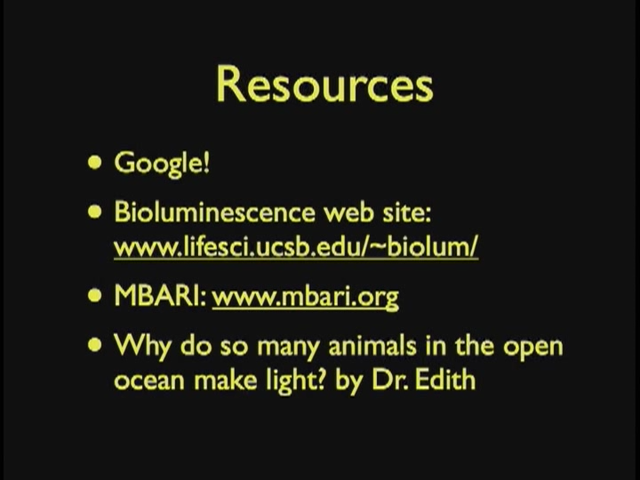 Resources
• Google!
• Bioluminescence web site:
www.lifesci.ucsb.edu/~biolum/
• MBARI: www.mbari.org
• Why do so many animals in the open
ocean make light? by Dr. Edith